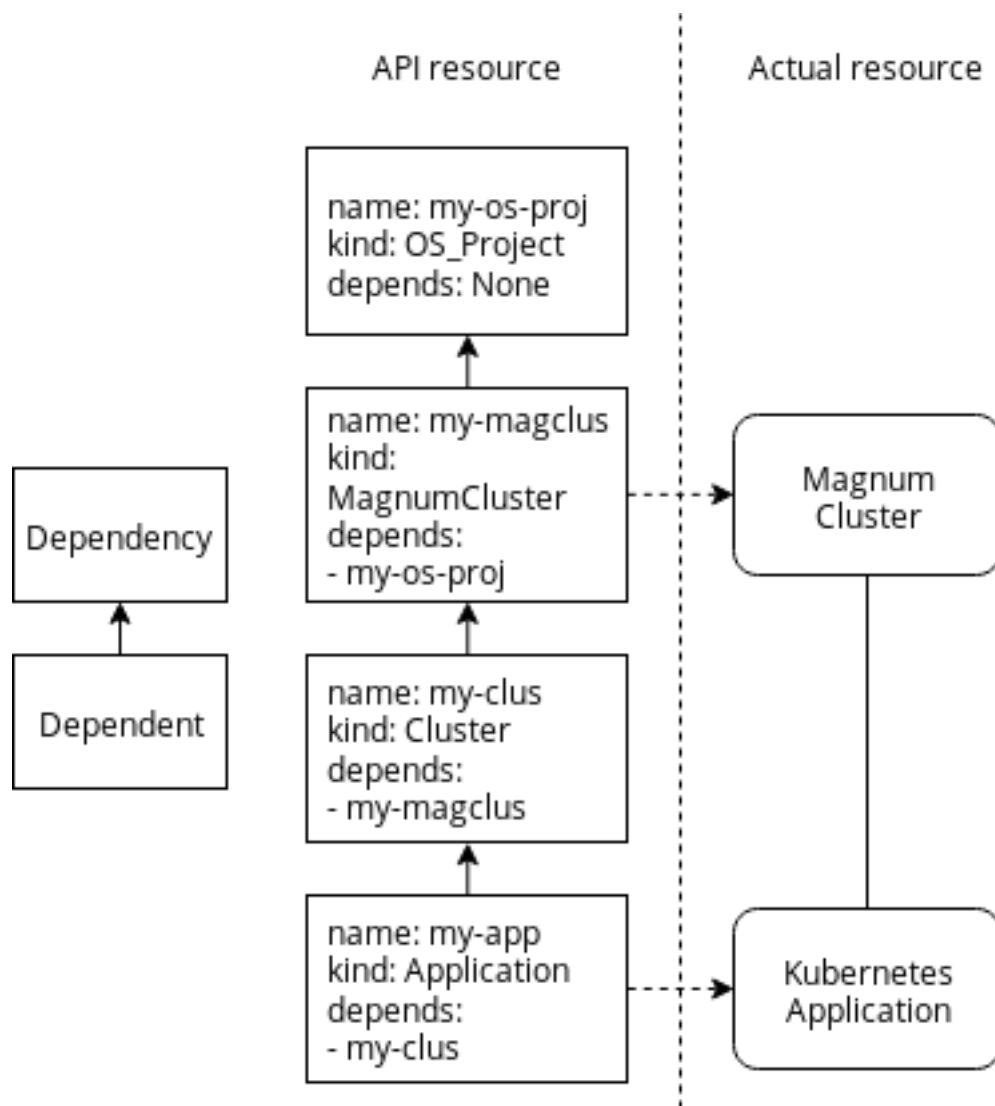 API resource
Actual resource
name: my-os-proj
kind: OS_Project
depends: None
name: my-magclus
kind:
MagnumCluster
depends:
- my-os-proj
Magnum
Cluster
Dependency
Dependent
name: my-clus
kind: Cluster
depends:
- my-magclus
name: my-app
kind: Application
depends:
- my-clus
Kubernetes
Application